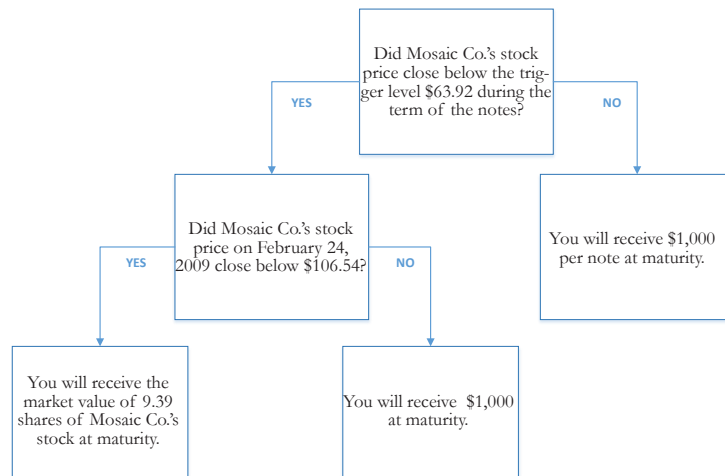 Did Mosaic Co.'s stock
price close below the trig-
ger level $63.92 during the
term of the notes?
YES
NO
Did Mosaic Co.'s stock
price on February 24,
2009 close below $106.54?
You will receive $1,000
per note at maturity.
YES
NO
You will receive the
market value of 9.39
shares of Mosaic Co.'s
stock at maturity.
You will receive  $1,000
at maturity.